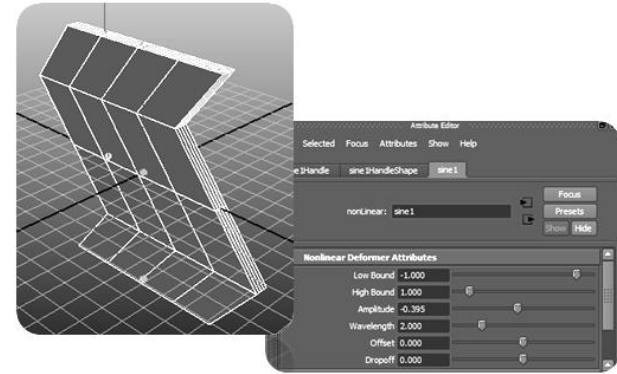 Attribute Editor
Selected Focus Attributes Show Help
sine1HandleShape sine1
Focus
nonLinear: sine1 Presets
Show Hide
Nonlinear Deformer Attributes
Low Bound -1.000
High Bound 1.000
Amplitude -0.395
Wavelength 2.000
Offset 0.000
Dropoff 0.000